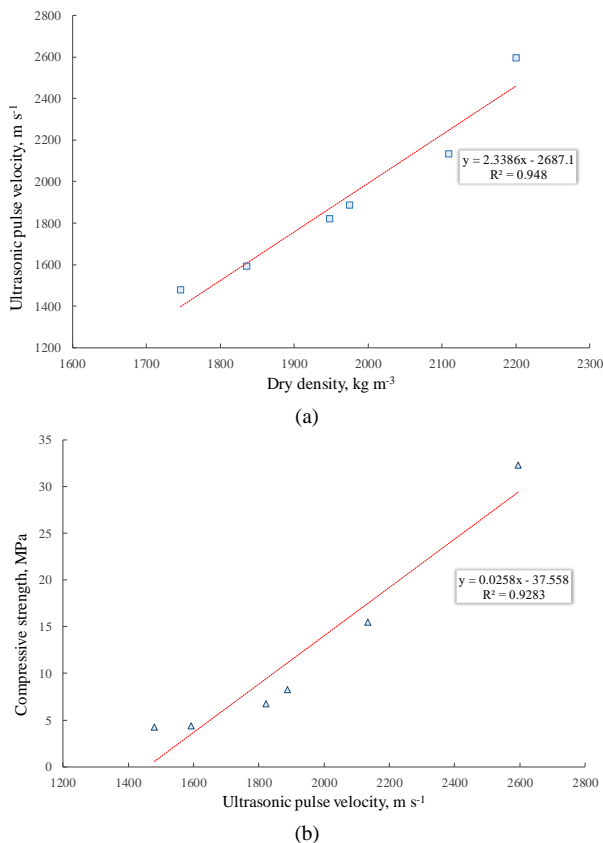 2800
2600
2400
2200
2000
1800
1600
1400
1200
Ultrasonic pulse velocity, m s⁻¹
y = 2.3386x - 2687.1
R² = 0.948
1600 1700 1800 1900 2000 2100 2200 2300
Dry density, kg m⁻³
(a)
35
30
25
20
15
10
5
0
Compressive strength, MPa
y = 0.0258x - 37.558
R² = 0.9283
1200 1400 1600 1800 2000 2200 2400 2600 2800
Ultrasonic pulse velocity, m s⁻¹
(b)